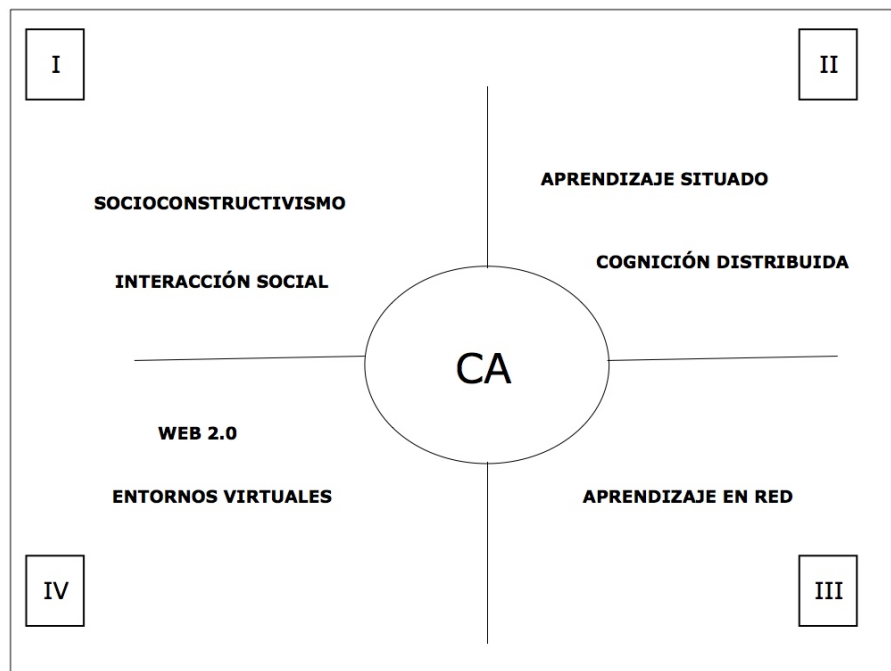 I
II
SOCIOCONSTRUCTIVISMO
INTERACCIÓN SOCIAL
APRENDIZAJE SITUADO
COGNICIÓN DISTRIBUIDA
CA
WEB 2.0
ENTORNOS VIRTUALES
APRENDIZAJE EN RED
IV
III